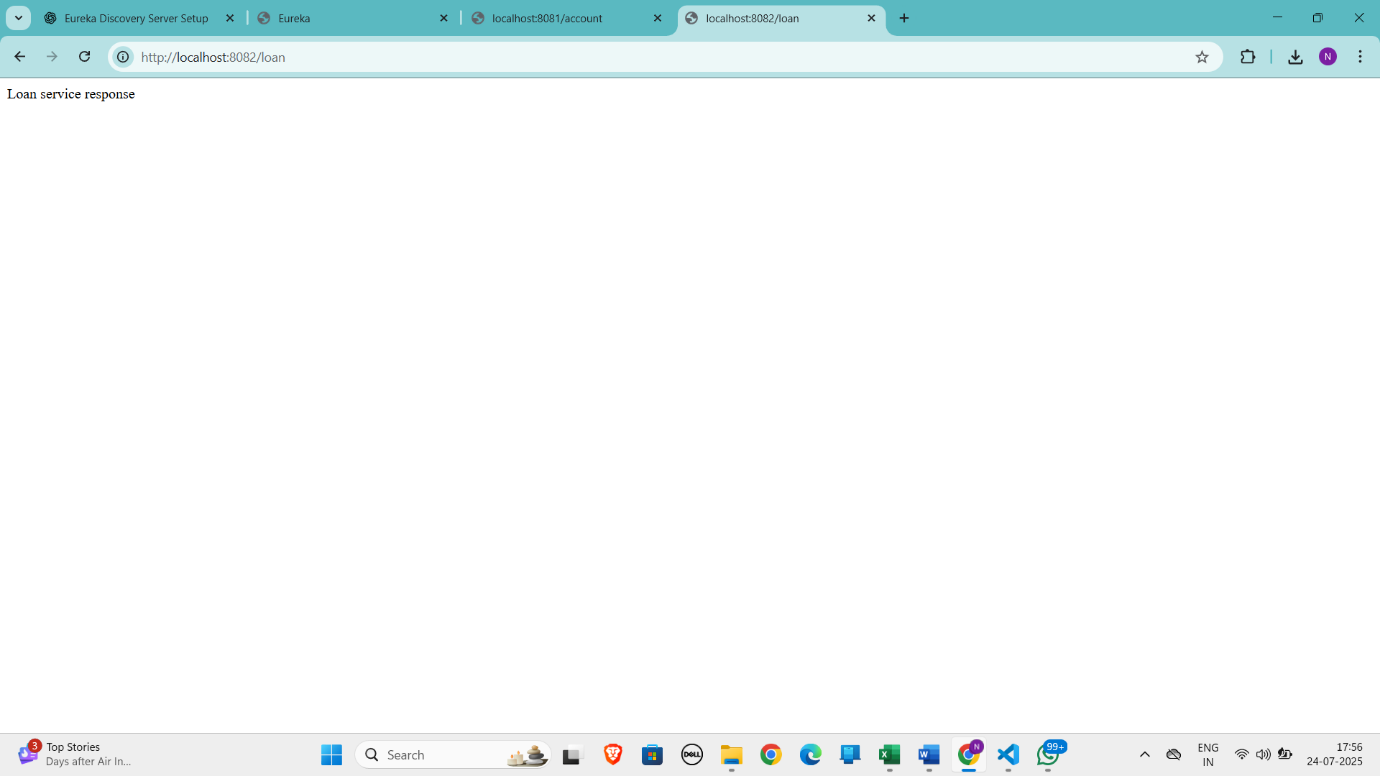 Eureka Discovery Server Setup
Eureka
localhost:8081/account
localhost:8082/loan
http://localhost:8082/loan
N
Loan service response
3
Top Stories
Days after Air In...
Search
DELL
N
99+
ENG
IN
17:56
24-07-2025